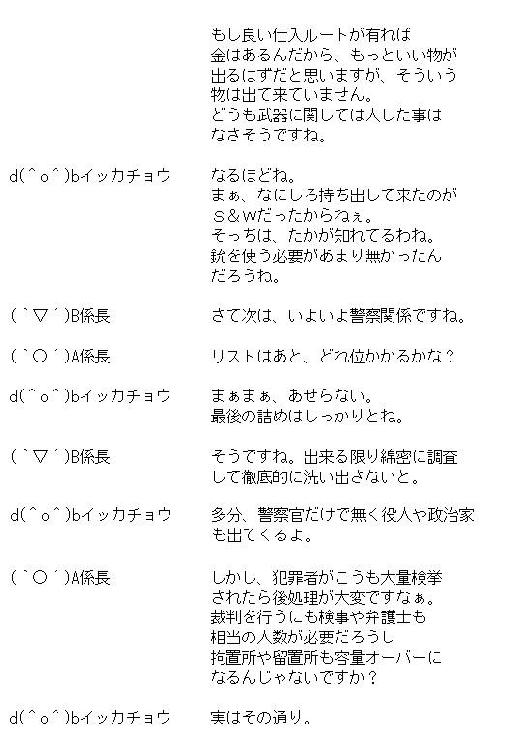 もし良い仕入ルートが有れば
金はあるんだから、もっといい物が
出るはずだと思いますが、そういう
物は出て来ていません。
どうも武器に関しては大した事は
なさそうですね。
d(＾o＾)bイッカチョウ　なるほどね。
まぁ、なにしろ持ち出して来たのが
Ｓ＆Ｗだったからねぇ。
そっちは、たかが知れてるわね。
銃を使う必要があまり無かったん
だろうね。
(｀▽´)B係長　さて次は、いよいよ警察関係ですね。
(｀○´)A係長　リストはあと、どれ位かかるかな？
d(＾o＾)bイッカチョウ　まぁまぁ、あせらない。
最後の詰めはしっかりとね。
(｀▽´)B係長　そうですね。出来る限り綿密に調査
して徹底的に洗い出さないと。
d(＾o＾)bイッカチョウ　多分、警察官だけで無く役人や政治家
も出てくるよ。
(｀○´)A係長　しかし、犯罪者がこうも大量検挙
されたら後処理が大変ですなぁ。
裁判を行うにも検事や弁護士も
相当の人数が必要だろうし
拘置所や留置所も容量オーバーに
なるんじゃないですか？
d(＾o＾)bイッカチョウ　実はその通り。